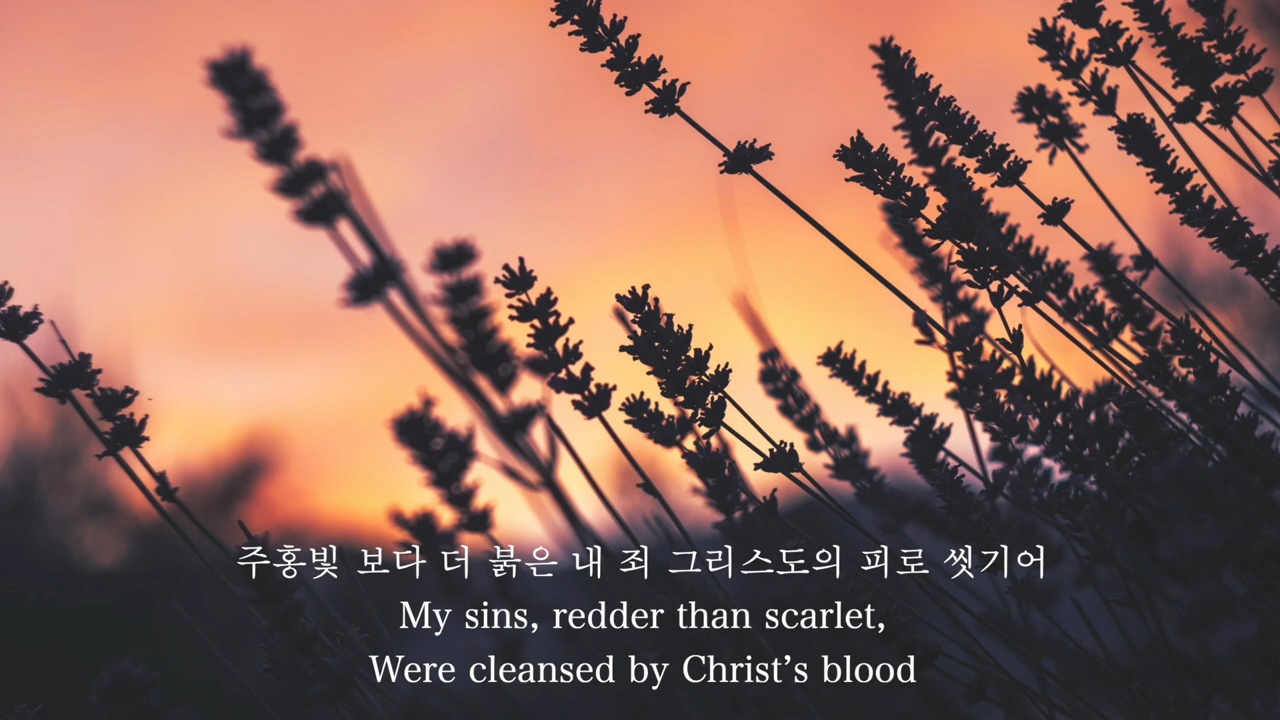 주홍빛 보다 더 붉은 내 죄 그리스도의 피로 씻기어
My sins, redder than scarlet,
Were cleansed by Christ’s blood